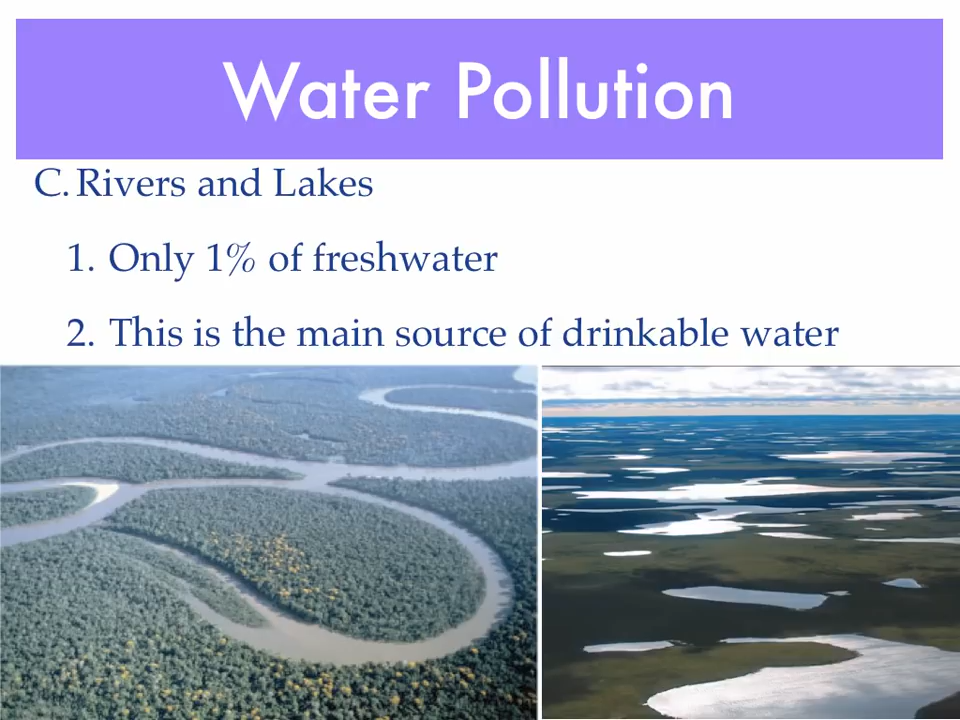 Water Pollution
C. Rivers and Lakes
1. Only 1% of freshwater
2. This is the main source of drinkable water